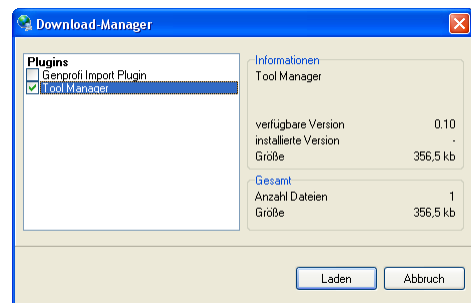 Download-Manager
Plugins
Genprofi Import Plugin
Tool Manager
Informationen
Tool Manager
verfügbare Version 0.10
installierte Version -
Größe 356,5 kb
Gesamt
Anzahl Dateien 1
Größe 356,5 kb
Laden Abbruch